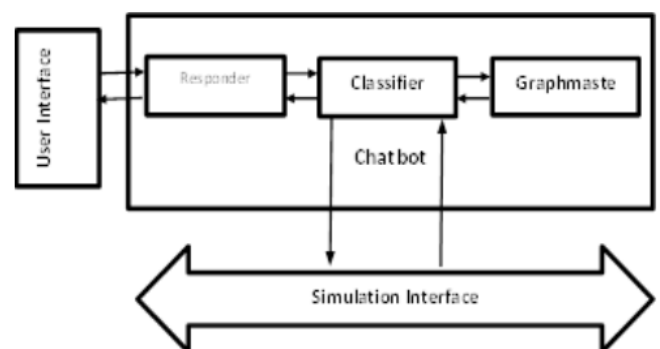 User Interface
Responder
Classifier
Graphmaste
Chatbot
Simulation Interface